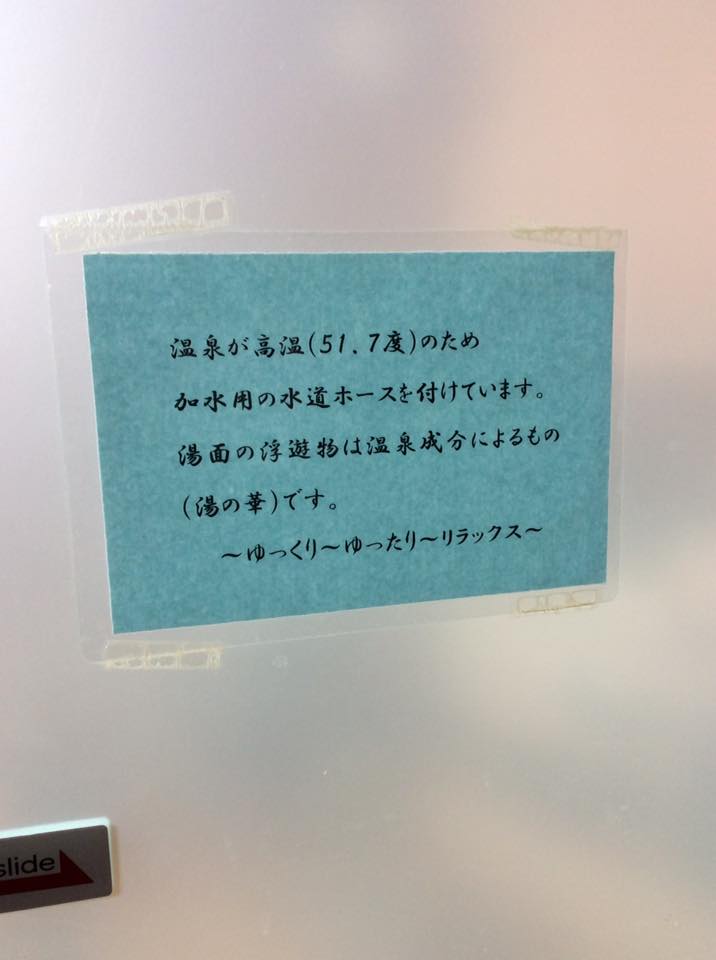 温泉が高温(51.7度)のため
加水用の水道ホースを付けています。
湯面の浮遊物は温泉成分によるもの
(湯の華)です。
～ゆっくり～ゆったり～リラックス～
slide